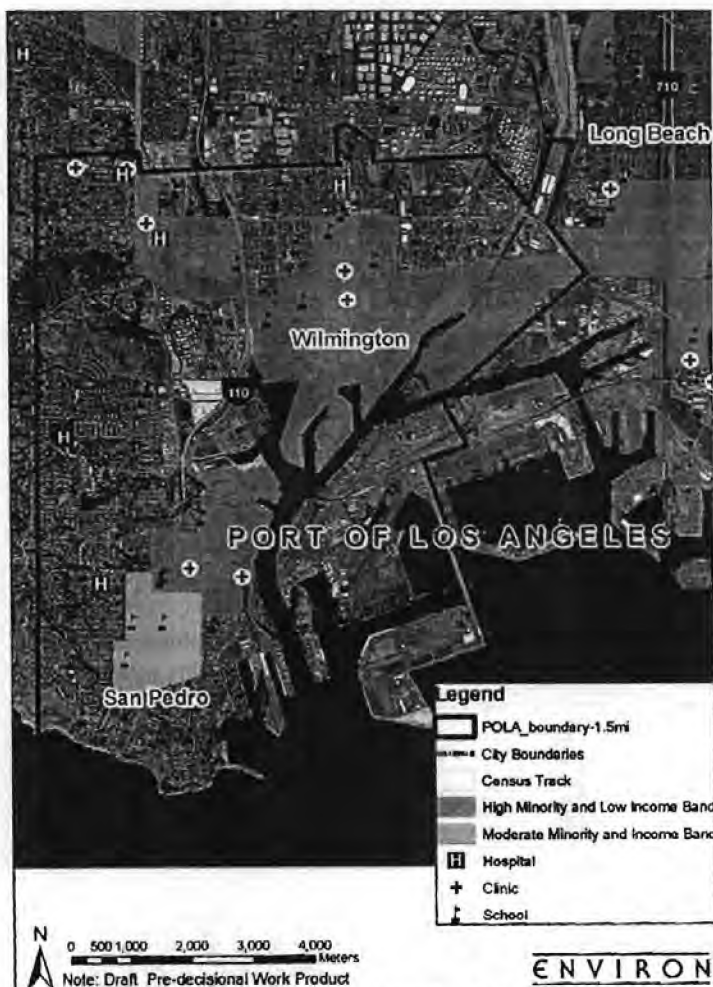 H
710
Long Beach
H
H
H
Wilmington
110
H
PORT OF LOS ANGELES
H
San Pedro
Legend
POLA_boundary-1.5mi
City Boundaries
Census Track
High Minority and Low Income Band
Moderate Minority and Income Band
H Hospital
Clinic
School
N
0 500 1,000 2,000 3,000 4,000
Meters
Note: Draft Pre-decisional Work Product
ENVIRON